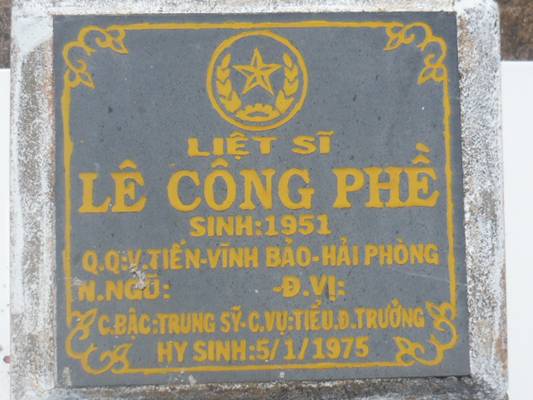 LIỆT SĨ
LÊ CÔNG PHỀ
SINH:1951
Q.Q:V.TIẾN-VĨNH BẢO-HẢI PHÒNG
N.NGŨ: -Đ.VỊ:
C.BẬC:TRUNG SỸ-C.VỤ:TIỂU.Đ.TRƯỞNG
HY SINH:5/1/1975